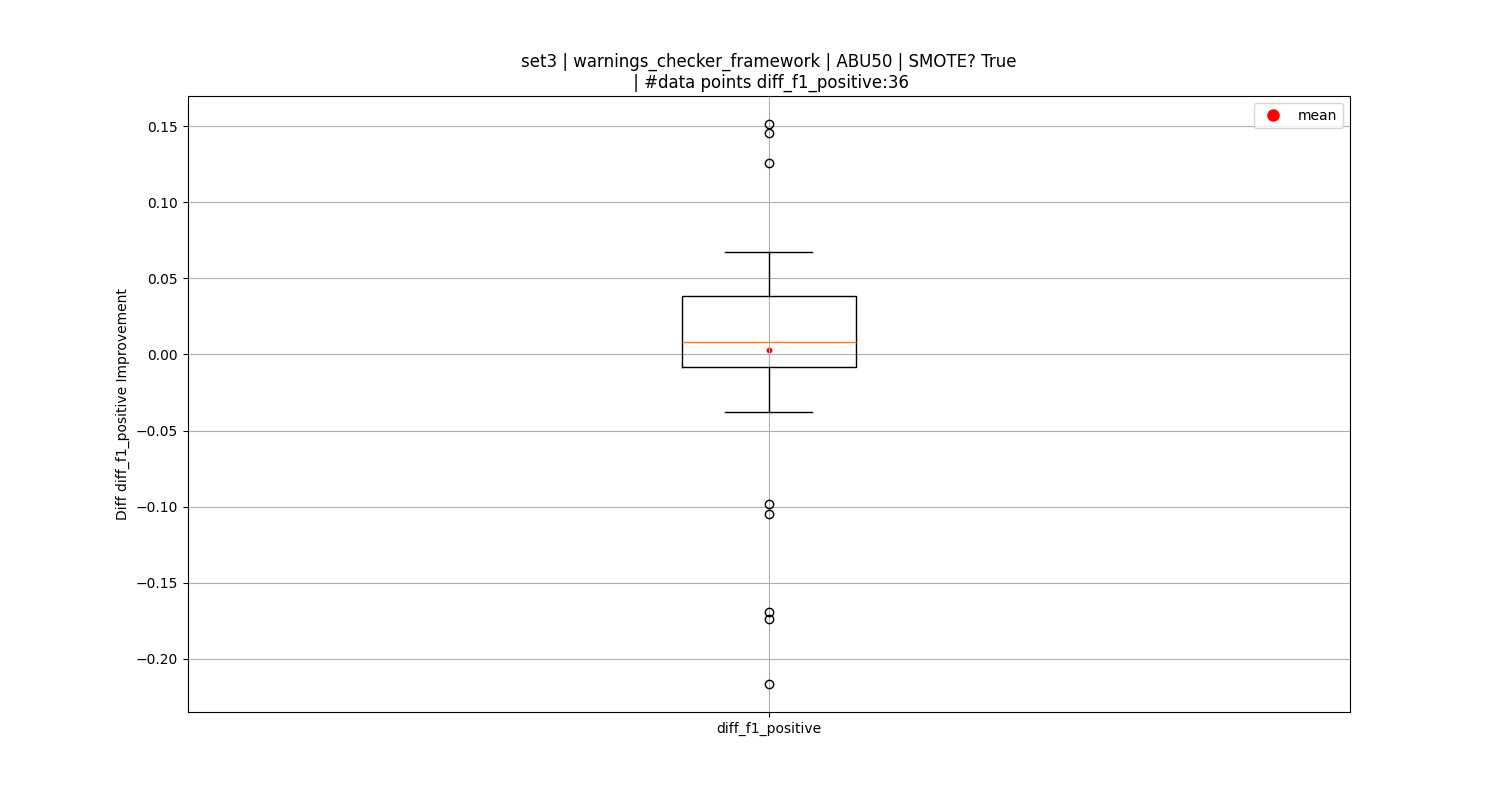 set3 | warnings_checker_framework | ABU50 | SMOTE? True
| #data points diff_f1_positive:36
mean
0.15
0.10
0.05
0.00
−0.05
−0.10
−0.15
−0.20
Diff diff_f1_positive Improvement
diff_f1_positive